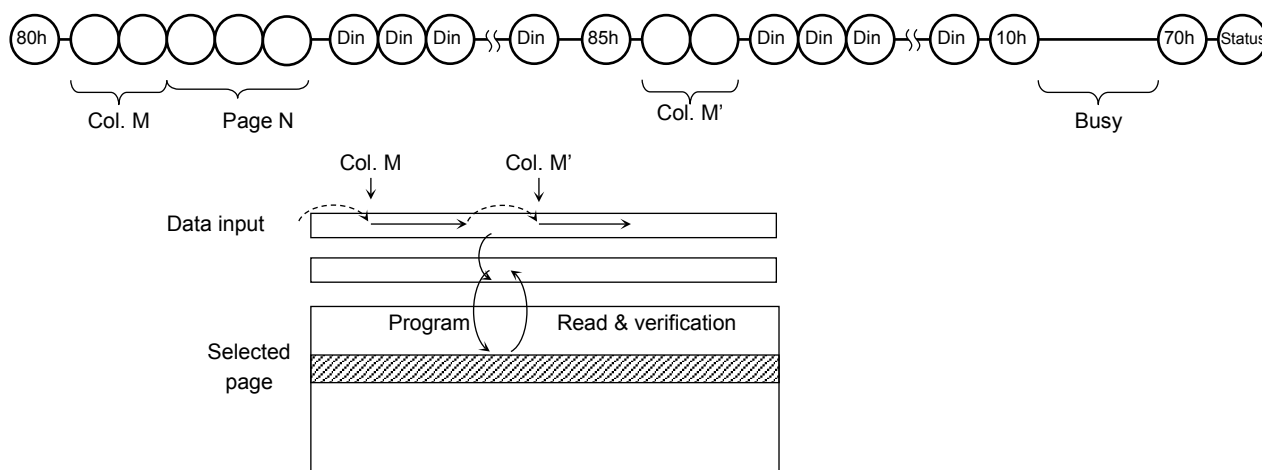 80h Din Din Din Din 85h Din Din Din Din 10h 70h Status
Col. M Page N Col. M’ Busy
Col. M Col. M’
Data input
Program Read & verification
Selected
page